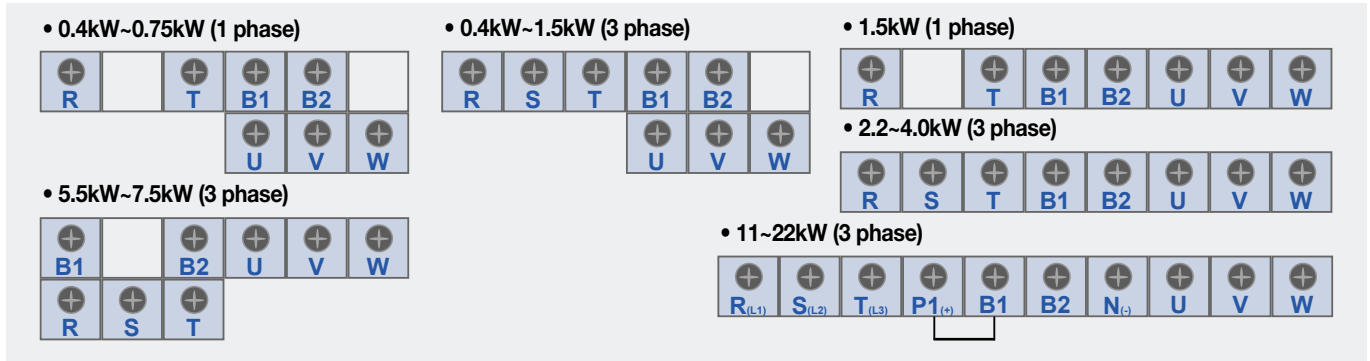 • 0.4kW~0.75kW (1 phase)
R T B1 B2
U V W
• 0.4kW~1.5kW (3 phase)
R S T B1 B2
U V W
• 1.5kW (1 phase)
R T B1 B2 U V W
• 2.2~4.0kW (3 phase)
R S T B1 B2 U V W
• 5.5kW~7.5kW (3 phase)
B1 B2 U V W
R S T
• 11~22kW (3 phase)
R(L1) S(L2) T(L3) P1(+) B1 B2 N(-) U V W